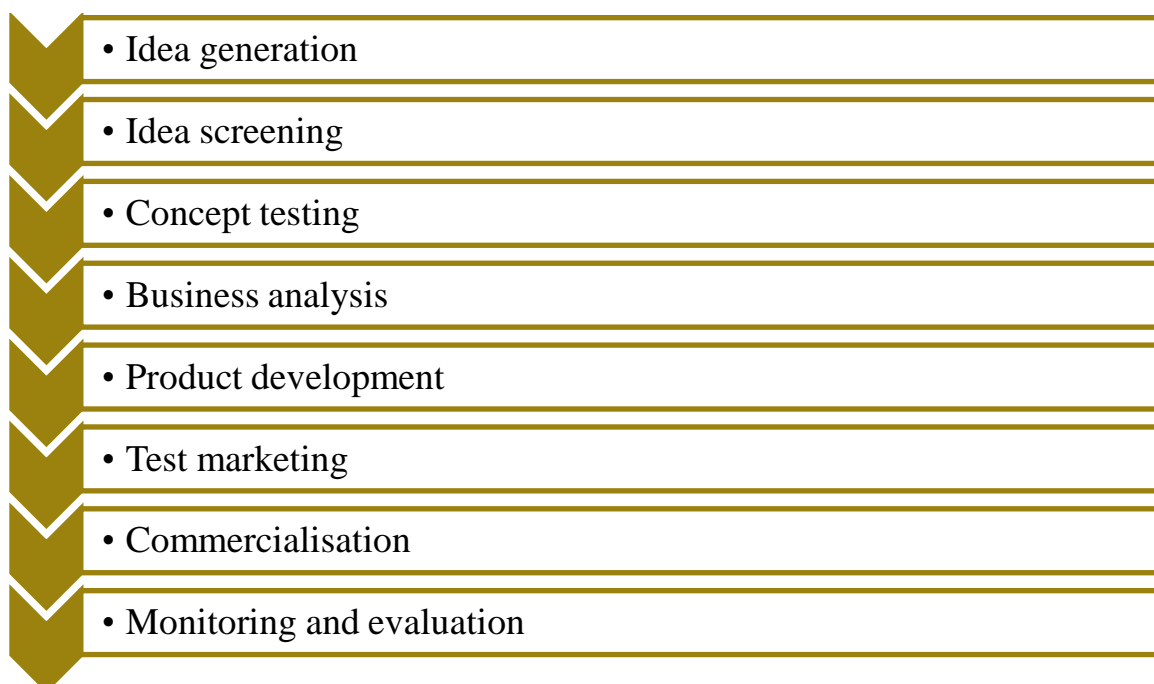 • Idea generation
• Idea screening
• Concept testing
• Business analysis
• Product development
• Test marketing
• Commercialisation
• Monitoring and evaluation